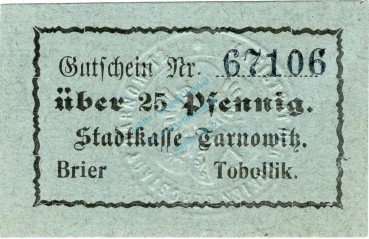 Gutschein Nr. 67106
über 25 Pfennig.
Stadtkasse Tarnowitz.
Brier Tobollik.